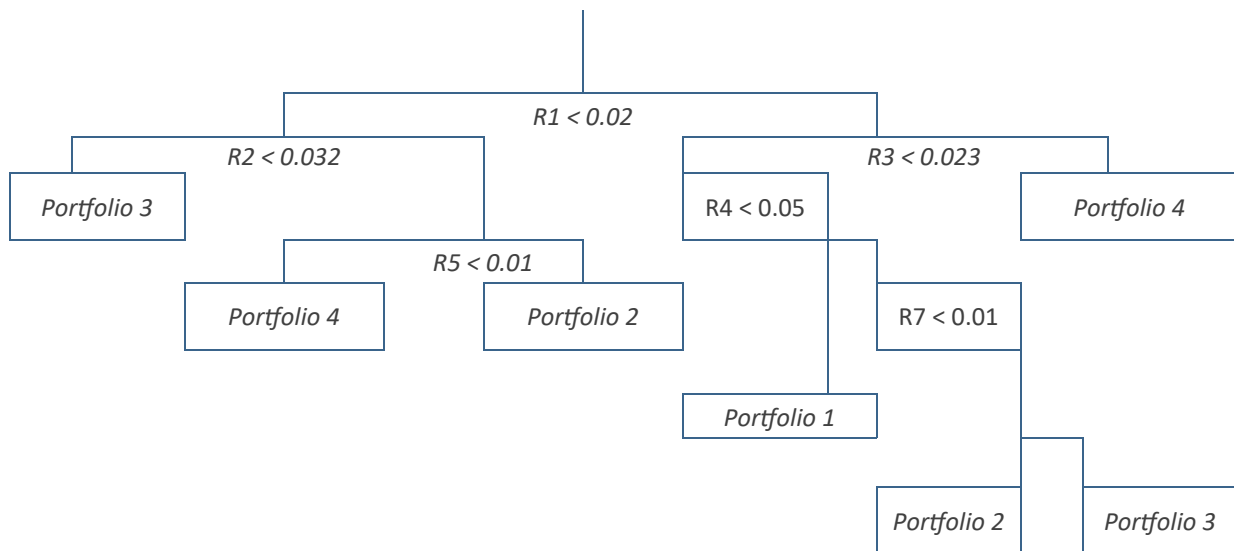 R1 < 0.02
R2 < 0.032
R3 < 0.023
Portfolio 3
R4 < 0.05
Portfolio 4
R5 < 0.01
Portfolio 4
Portfolio 2
R7 < 0.01
Portfolio 1
Portfolio 2
Portfolio 3